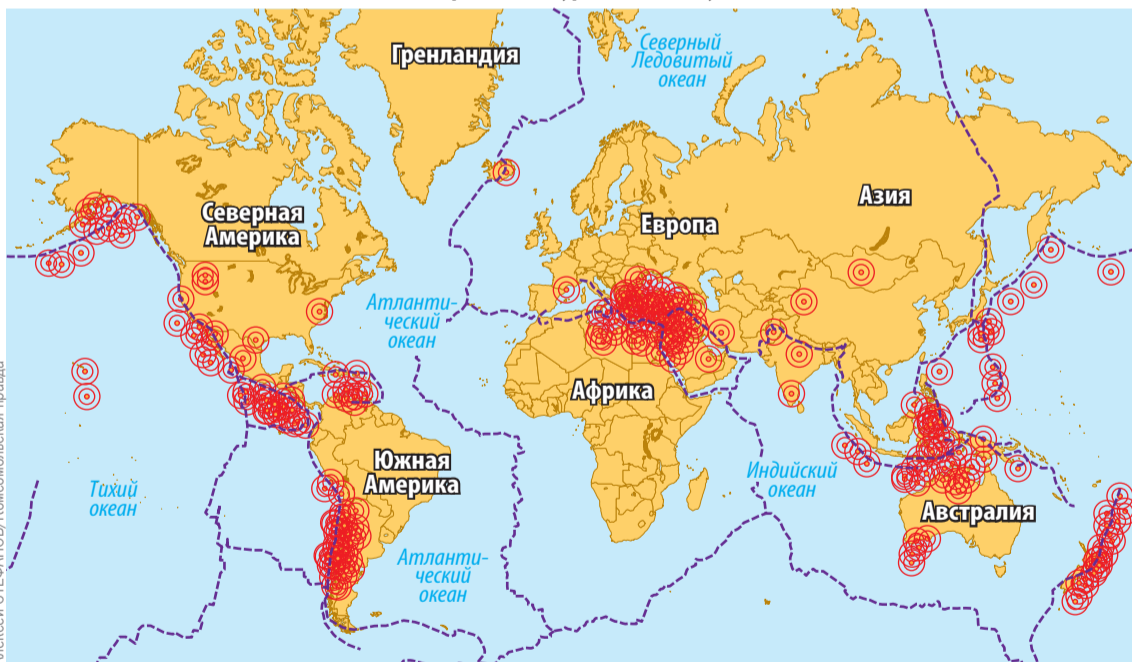 Гренландия
Северный
Ледовитый
океан
Северная
Америка
Европа
Азия
Атланти-
ческий
океан
Африка
Южная
Америка
Тихий
океан
Индийский
океан
Австралия
Атланти-
ческий
океан